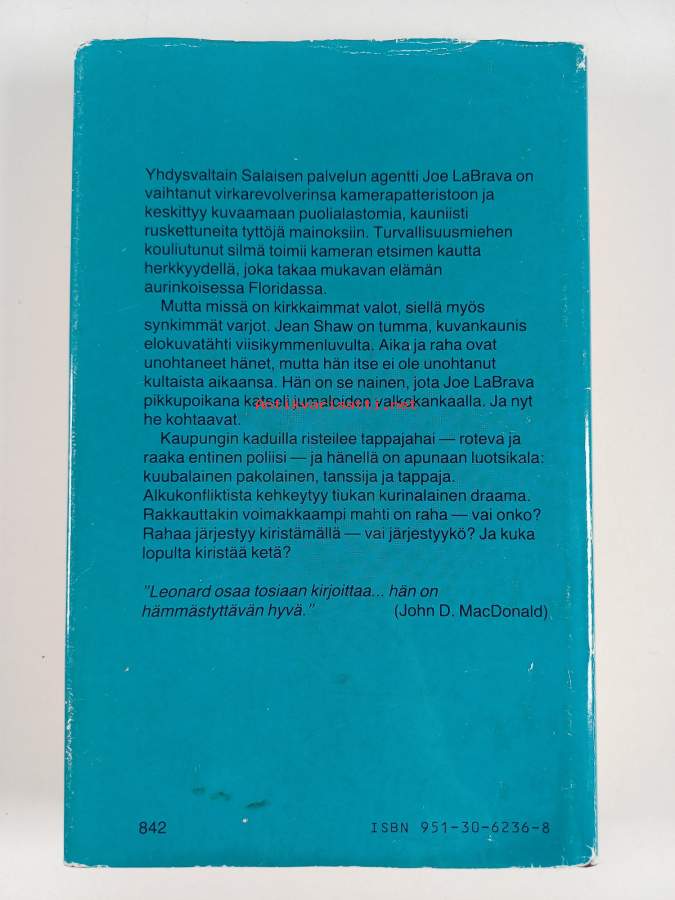 Yhdysvaltain Salaisen palvelun agentti Joe LaBrava on
vaihtanut virkarevolverinsa kamerapatteristoon ja
keskittyy kuvaamaan puolialastomia, kauniisti
ruskettuneita tyttöjä mainoksiin. Turvallisuusmiehen
kouliutunut silmä toimii kameran etsimen kautta
herkkyydellä, joka takaa mukavan elämän
aurinkoisessa Floridassa.
Mutta missä on kirkkaimmat valot, siellä myös
synkimmät varjot. Jean Shaw on tumma, kuvankaunis
elokuvatähti viisikymmenluvulta. Aika ja raha ovat
unohtaneet hänet, mutta hän itse ei ole unohtanut
kultaista aikaansa. Hän on se nainen, jota Joe LaBrava
pikkupoikana katseli jumaloiden valkokankaalla. Ja nyt
Antikvariaatti.net
he kohtaavat.
Kaupungin kaduilla risteilee tappajahai — roteva ja
raaka entinen poliisi — ja hänellä on apunaan luotsikala:
kuubalainen pakolainen, tanssija ja tappaja.
Alkukonfliktista kehkeytyy tiukan kurinalainen draama.
Rakkauttakin voimakkaampi mahti on raha — vai onko?
Rahaa järjestyy kiristämällä — vai järjestyykö? Ja kuka
lopulta kiristää ketä?
"Leonard osaa tosiaan kirjoittaa... hän on
hämmästyttävän hyvä." (John D. MacDonald)
842 ISBN 951-30-6236-8